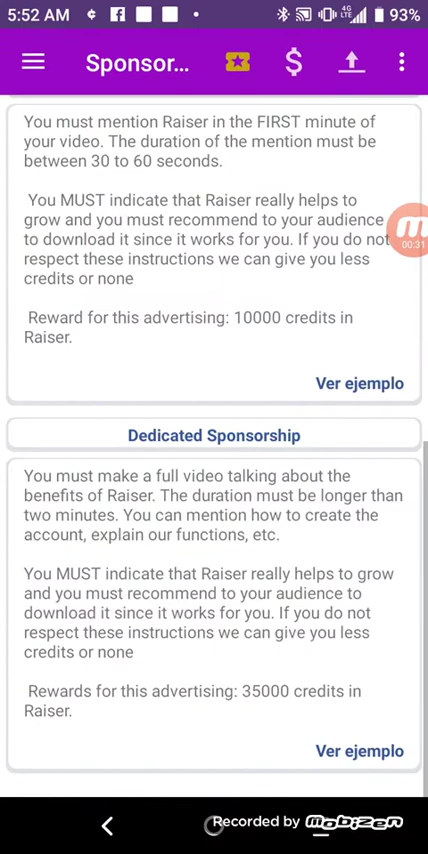 5:52 AM 4G LTE 93%
Sponsor...
You must mention Raiser in the FIRST minute of
your video. The duration of the mention must be
between 30 to 60 seconds.
You MUST indicate that Raiser really helps to
grow and you must recommend to your audience
to download it since it works for you. If you do not
respect these instructions we can give you less
credits or none
00:31
Reward for this advertising: 10000 credits in
Raiser.
Ver ejemplo
Dedicated Sponsorship
You must make a full video talking about the
benefits of Raiser. The duration must be longer than
two minutes. You can mention how to create the
account, explain our functions, etc.
You MUST indicate that Raiser really helps to grow
and you must recommend to your audience to
download it since it works for you. If you do not
respect these instructions we can give you less
credits or none
Rewards for this advertising: 35000 credits in
Raiser.
Ver ejemplo
Recorded by mobizen